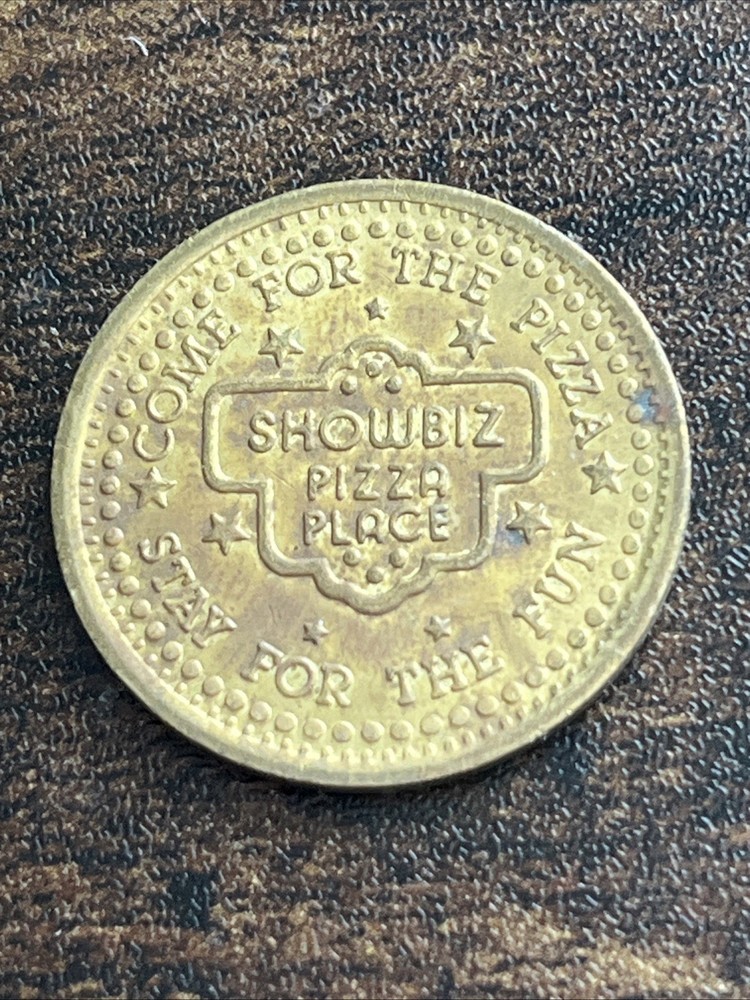 COME FOR THE PIZZA
SHOWBIZ
PIZZA
PLACE
STAY FOR THE FUN